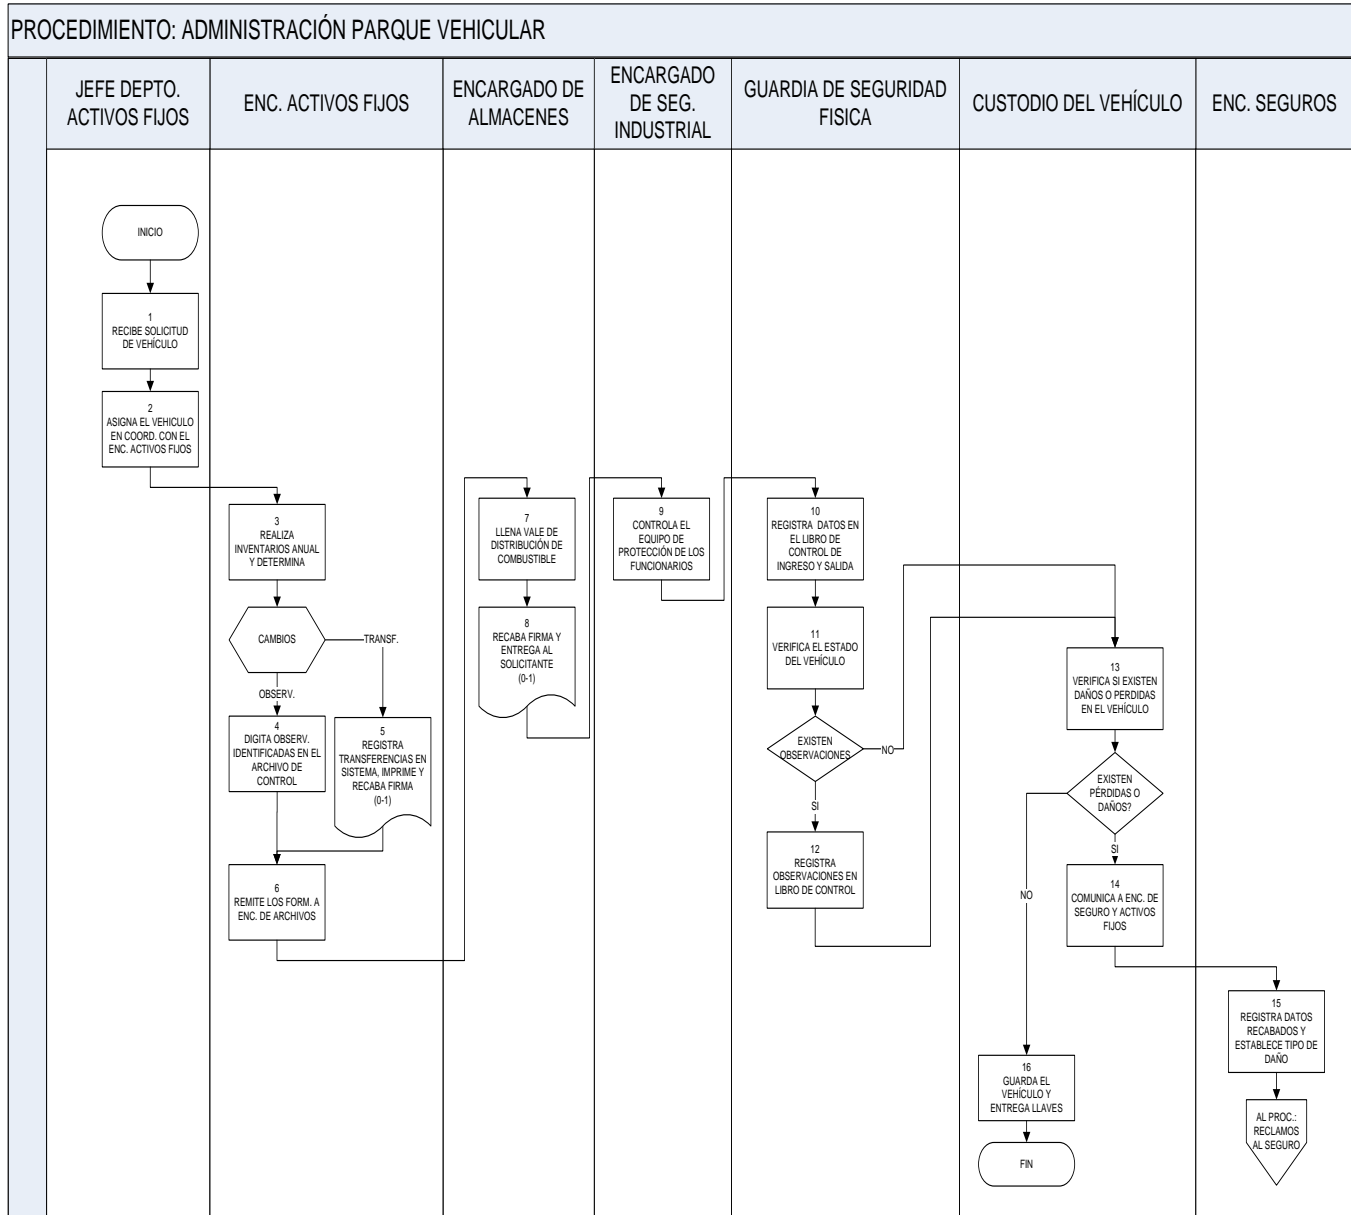 PROCEDIMIENTO: ADMINISTRACIÓN PARQUE VEHICULAR
JEFE DEPTO.
ACTIVOS FIJOS
ENC. ACTIVOS FIJOS
ENCARGADO DE
ALMACENES
ENCARGADO
DE SEG.
INDUSTRIAL
GUARDIA DE SEGURIDAD
FISICA
CUSTODIO DEL VEHÍCULO
ENC. SEGUROS
INICIO
1
RECIBE SOLICITUD
DE VEHÍCULO
2
ASIGNA EL VEHICULO
EN COORD. CON EL
ENC. ACTIVOS FIJOS
3
REALIZA
INVENTARIOS ANUAL
Y DETERMINA
CAMBIOS
TRANSF.
OBSERV.
4
DIGITA OBSERV.
IDENTIFICADAS EN EL
ARCHIVO DE
CONTROL
5
REGISTRA
TRANSFERENCIAS EN
SISTEMA, IMPRIME Y
RECABA FIRMA
(0-1)
6
REMITE LOS FORM. A
ENC. DE ARCHIVOS
7
LLENA VALE DE
DISTRIBUCIÓN DE
COMBUSTIBLE
8
RECABA FIRMA Y
ENTREGA AL
SOLICITANTE
(0-1)
9
CONTROLA EL
EQUIPO DE
PROTECCIÓN DE LOS
FUNCIONARIOS
10
REGISTRA DATOS EN
EL LIBRO DE
CONTROL DE
INGRESO Y SALIDA
11
VERIFICA EL ESTADO
DEL VEHÍCULO
EXISTEN
OBSERVACIONES
NO
SI
12
REGISTRA
OBSERVACIONES EN
LIBRO DE CONTROL
13
VERIFICA SI EXISTEN
DAÑOS O PERDIDAS
EN EL VEHÍCULO
EXISTEN
PÉRDIDAS O
DAÑOS?
SI
NO
14
COMUNICA A ENC. DE
SEGURO Y ACTIVOS
FIJOS
15
REGISTRA DATOS
RECABADOS Y
ESTABLECE TIPO DE
DAÑO
16
GUARDA EL
VEHÍCULO Y
ENTREGA LLAVES
FIN
AL PROC.:
RECLAMOS
AL SEGURO